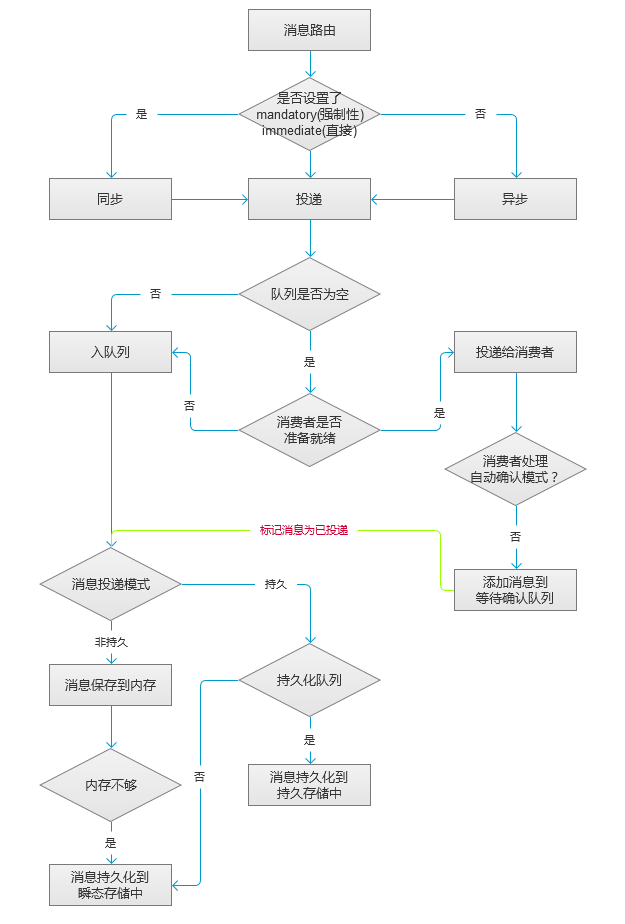 消息路由
是否设置了
mandatory(强制性)
immediate(直接)
是
否
同步
投递
异步
队列是否为空
否
入队列
是
投递给消费者
否
消费者是否
准备就绪
是
消费者处理
自动确认模式？
标记消息为已投递
否
消息投递模式
持久
添加消息到
等待确认队列
非持久
消息保存到内存
持久化队列
是
否
消息持久化到
持久存储中
内存不够
是
消息持久化到
瞬态存储中